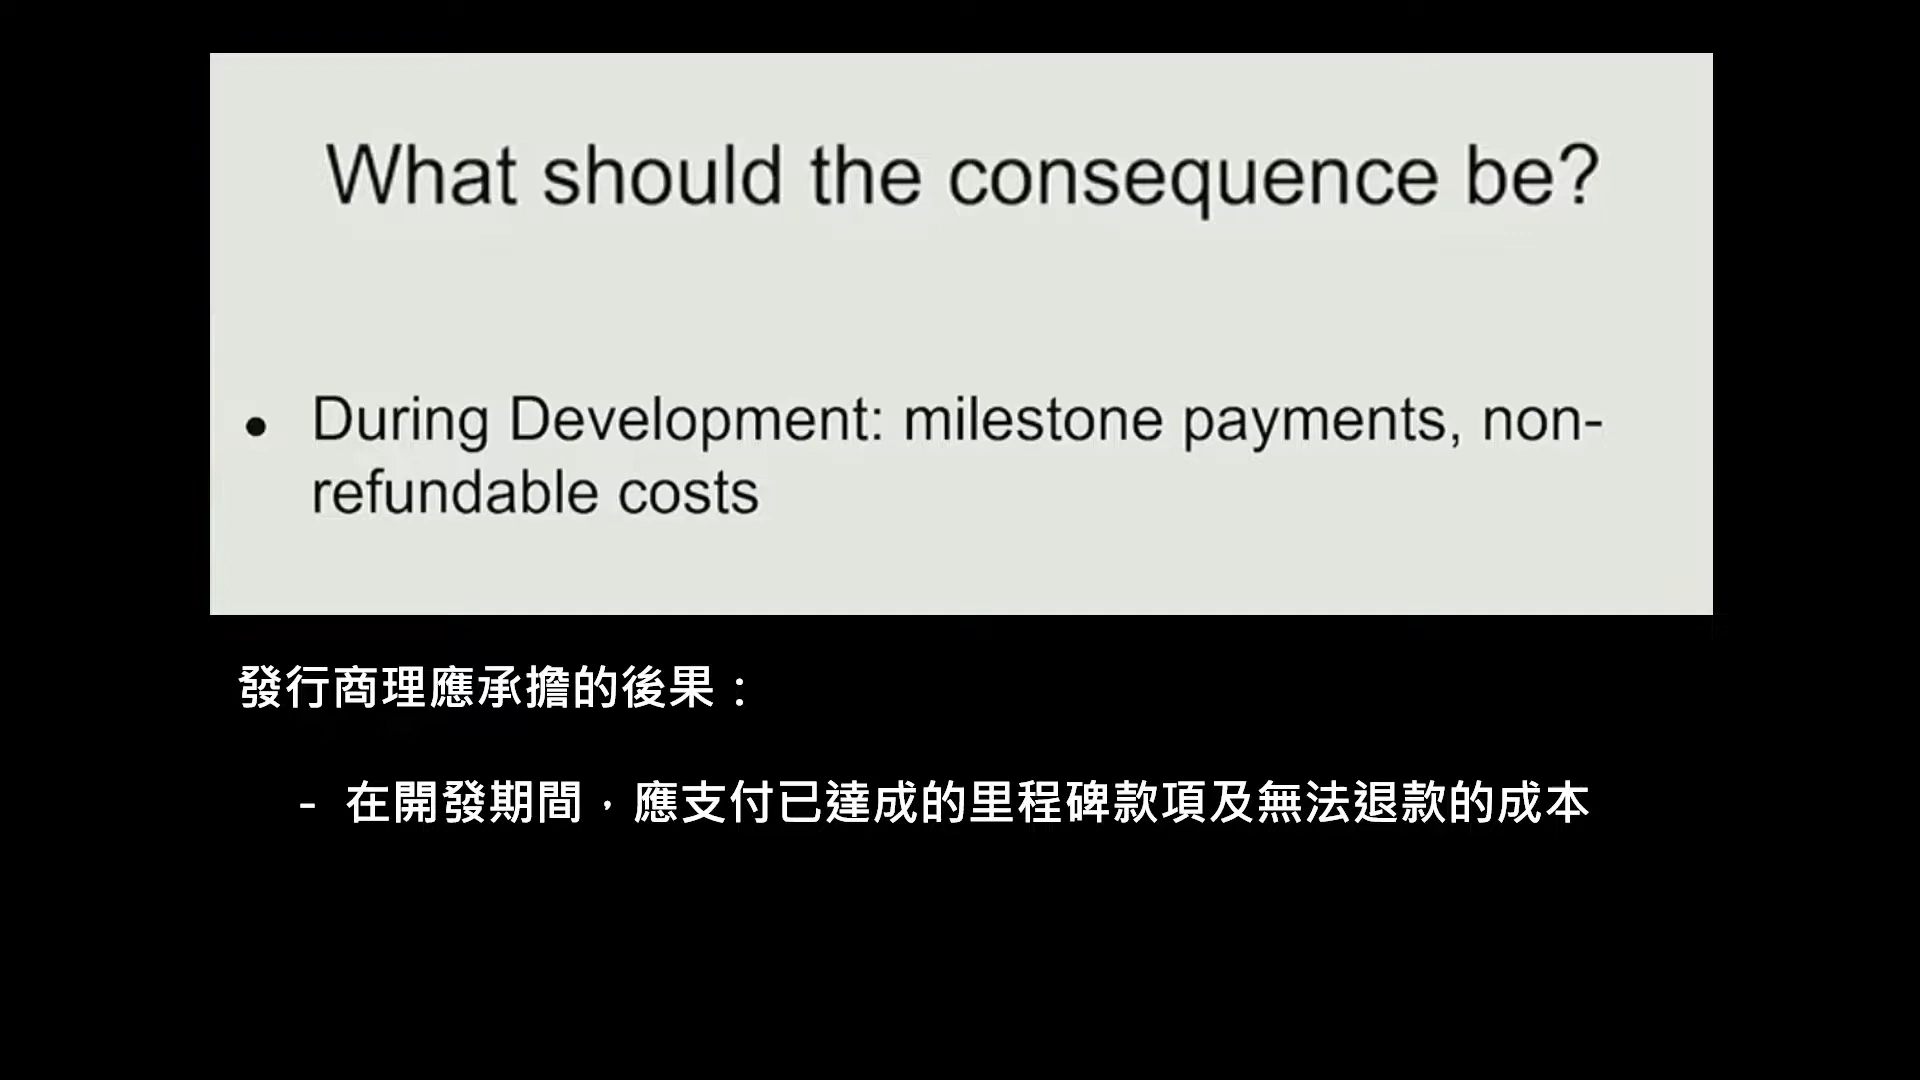 What should the consequence be?
● During Development: milestone payments, non-
refundable costs
發行商理應承擔的後果：
- 在開發期間，應支付已達成的里程碑款項及無法退款的成本